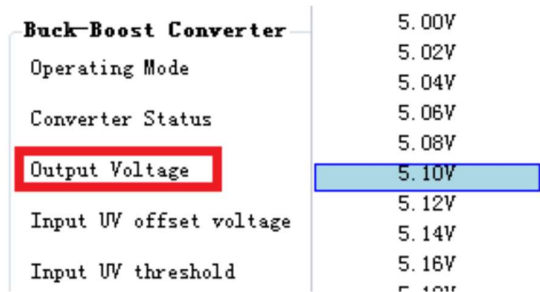 Buck-Boost Converter
Operating Mode
Converter Status
Output Voltage
Input UV offset voltage
Input UV threshold
5.00V
5.02V
5.04V
5.06V
5.08V
5.10V
5.12V
5.14V
5.16V